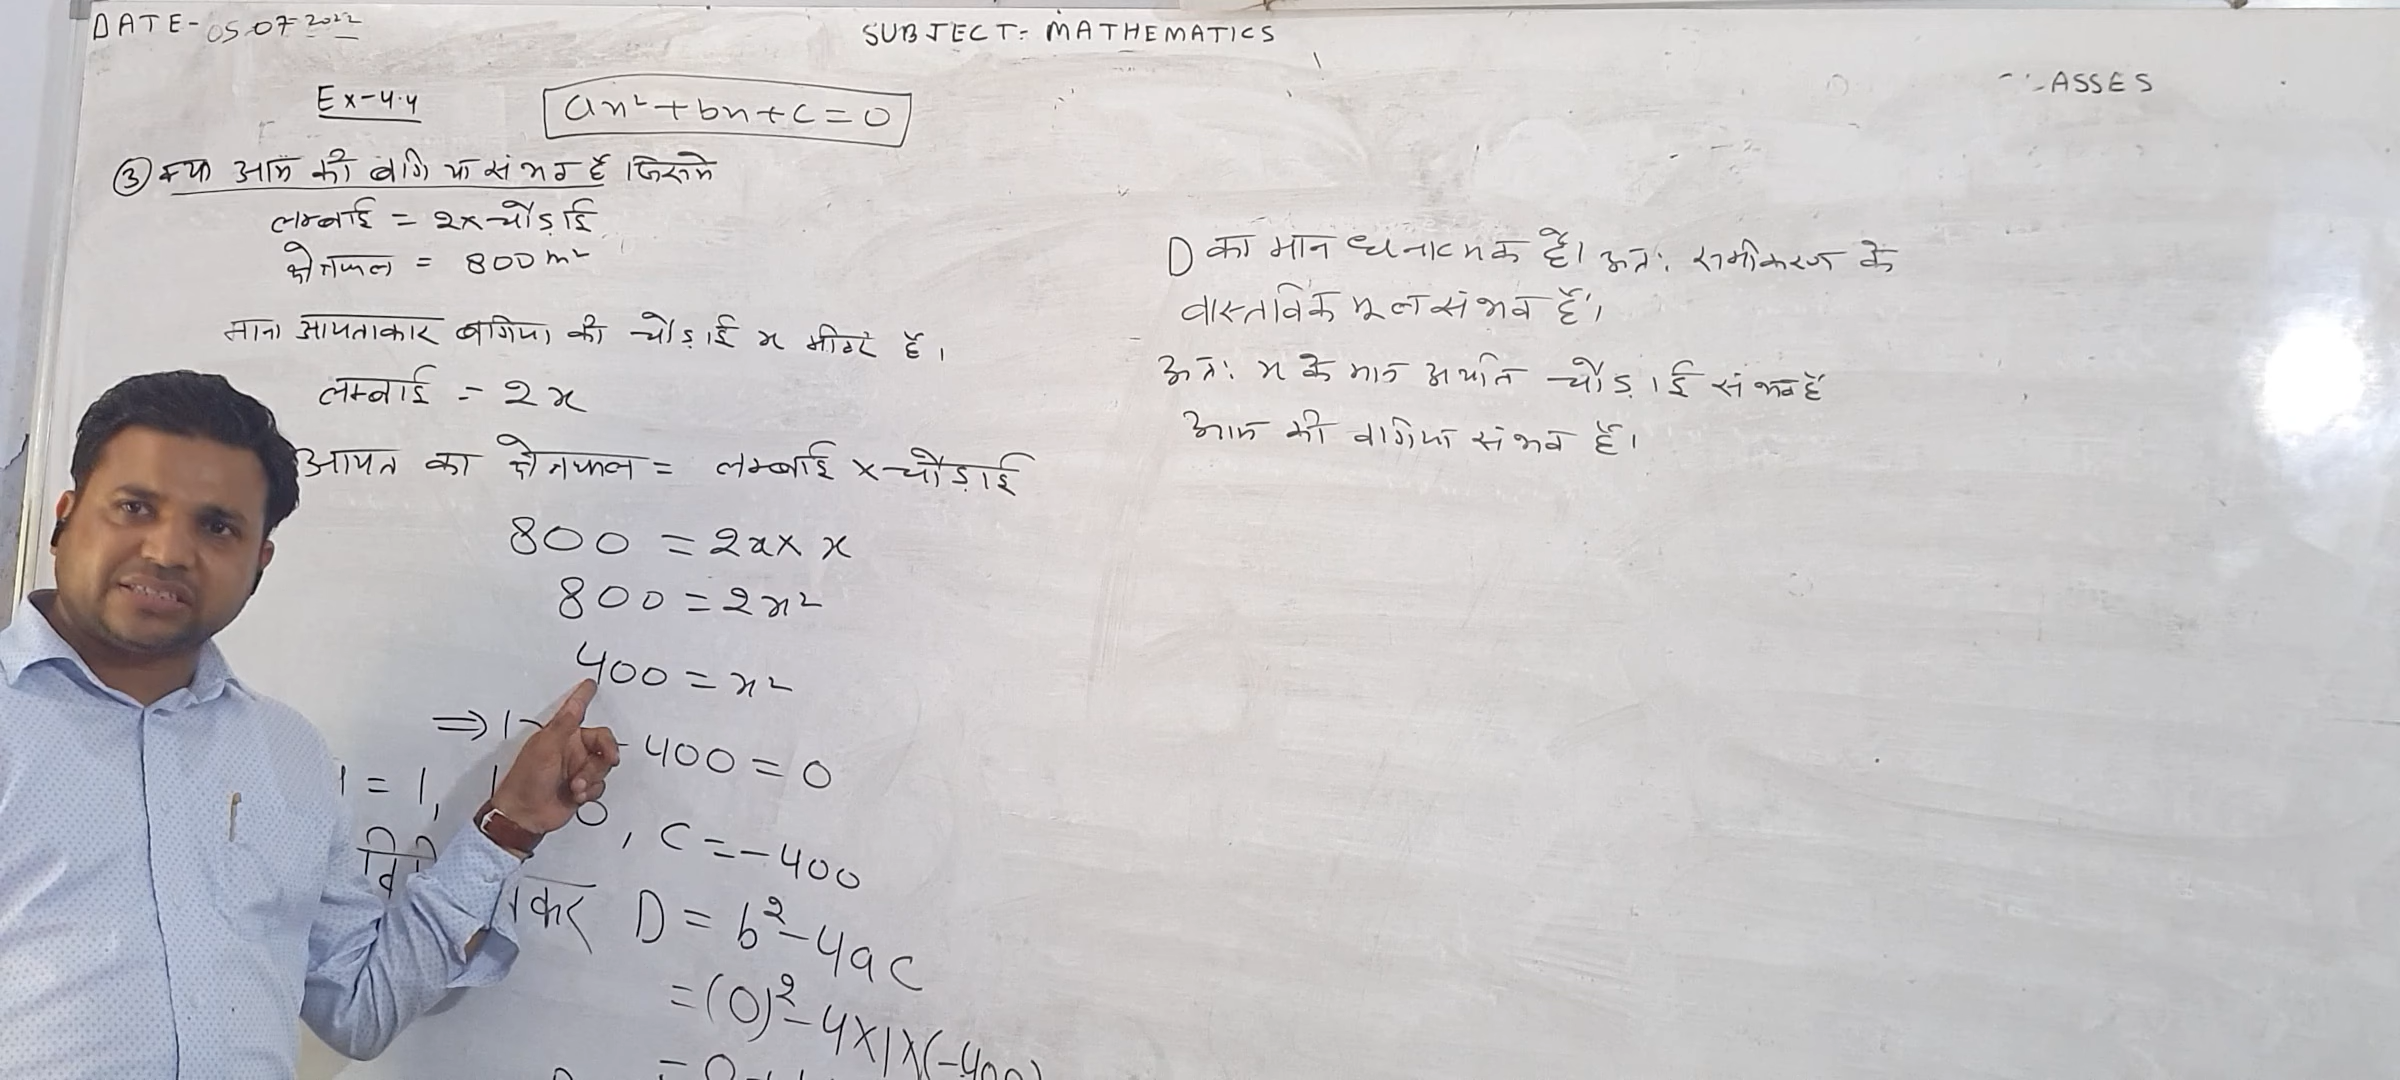 DATE-05-07-2022
SUBJECT:- MATHEMATICS
ASSES
Ex-4.4
ax²+bx+c=0
③ क्या आम की बगिया संभव है जिसमे
लम्बाई = 2x चौड़ाई
क्षेत्रफल = 800 m²
माना आयताकार बगिया की चौड़ाई x मीटर है।
लम्बाई = 2x
आयत का क्षेत्रफल = लम्बाई × चौड़ाई
800 = 2x × x
800 = 2x²
400 = x²
⇒ - 400 = 0
= 1, 0, c = -400
D = b² - 4ac
= (0)² - 4×1×(-400)
D का मान धनात्मक है। अतः समीकरण के
वास्तविक मूल संभव है।
अतः x के मान अर्थात चौड़ाई संभव है
आम की बगिया संभव है।